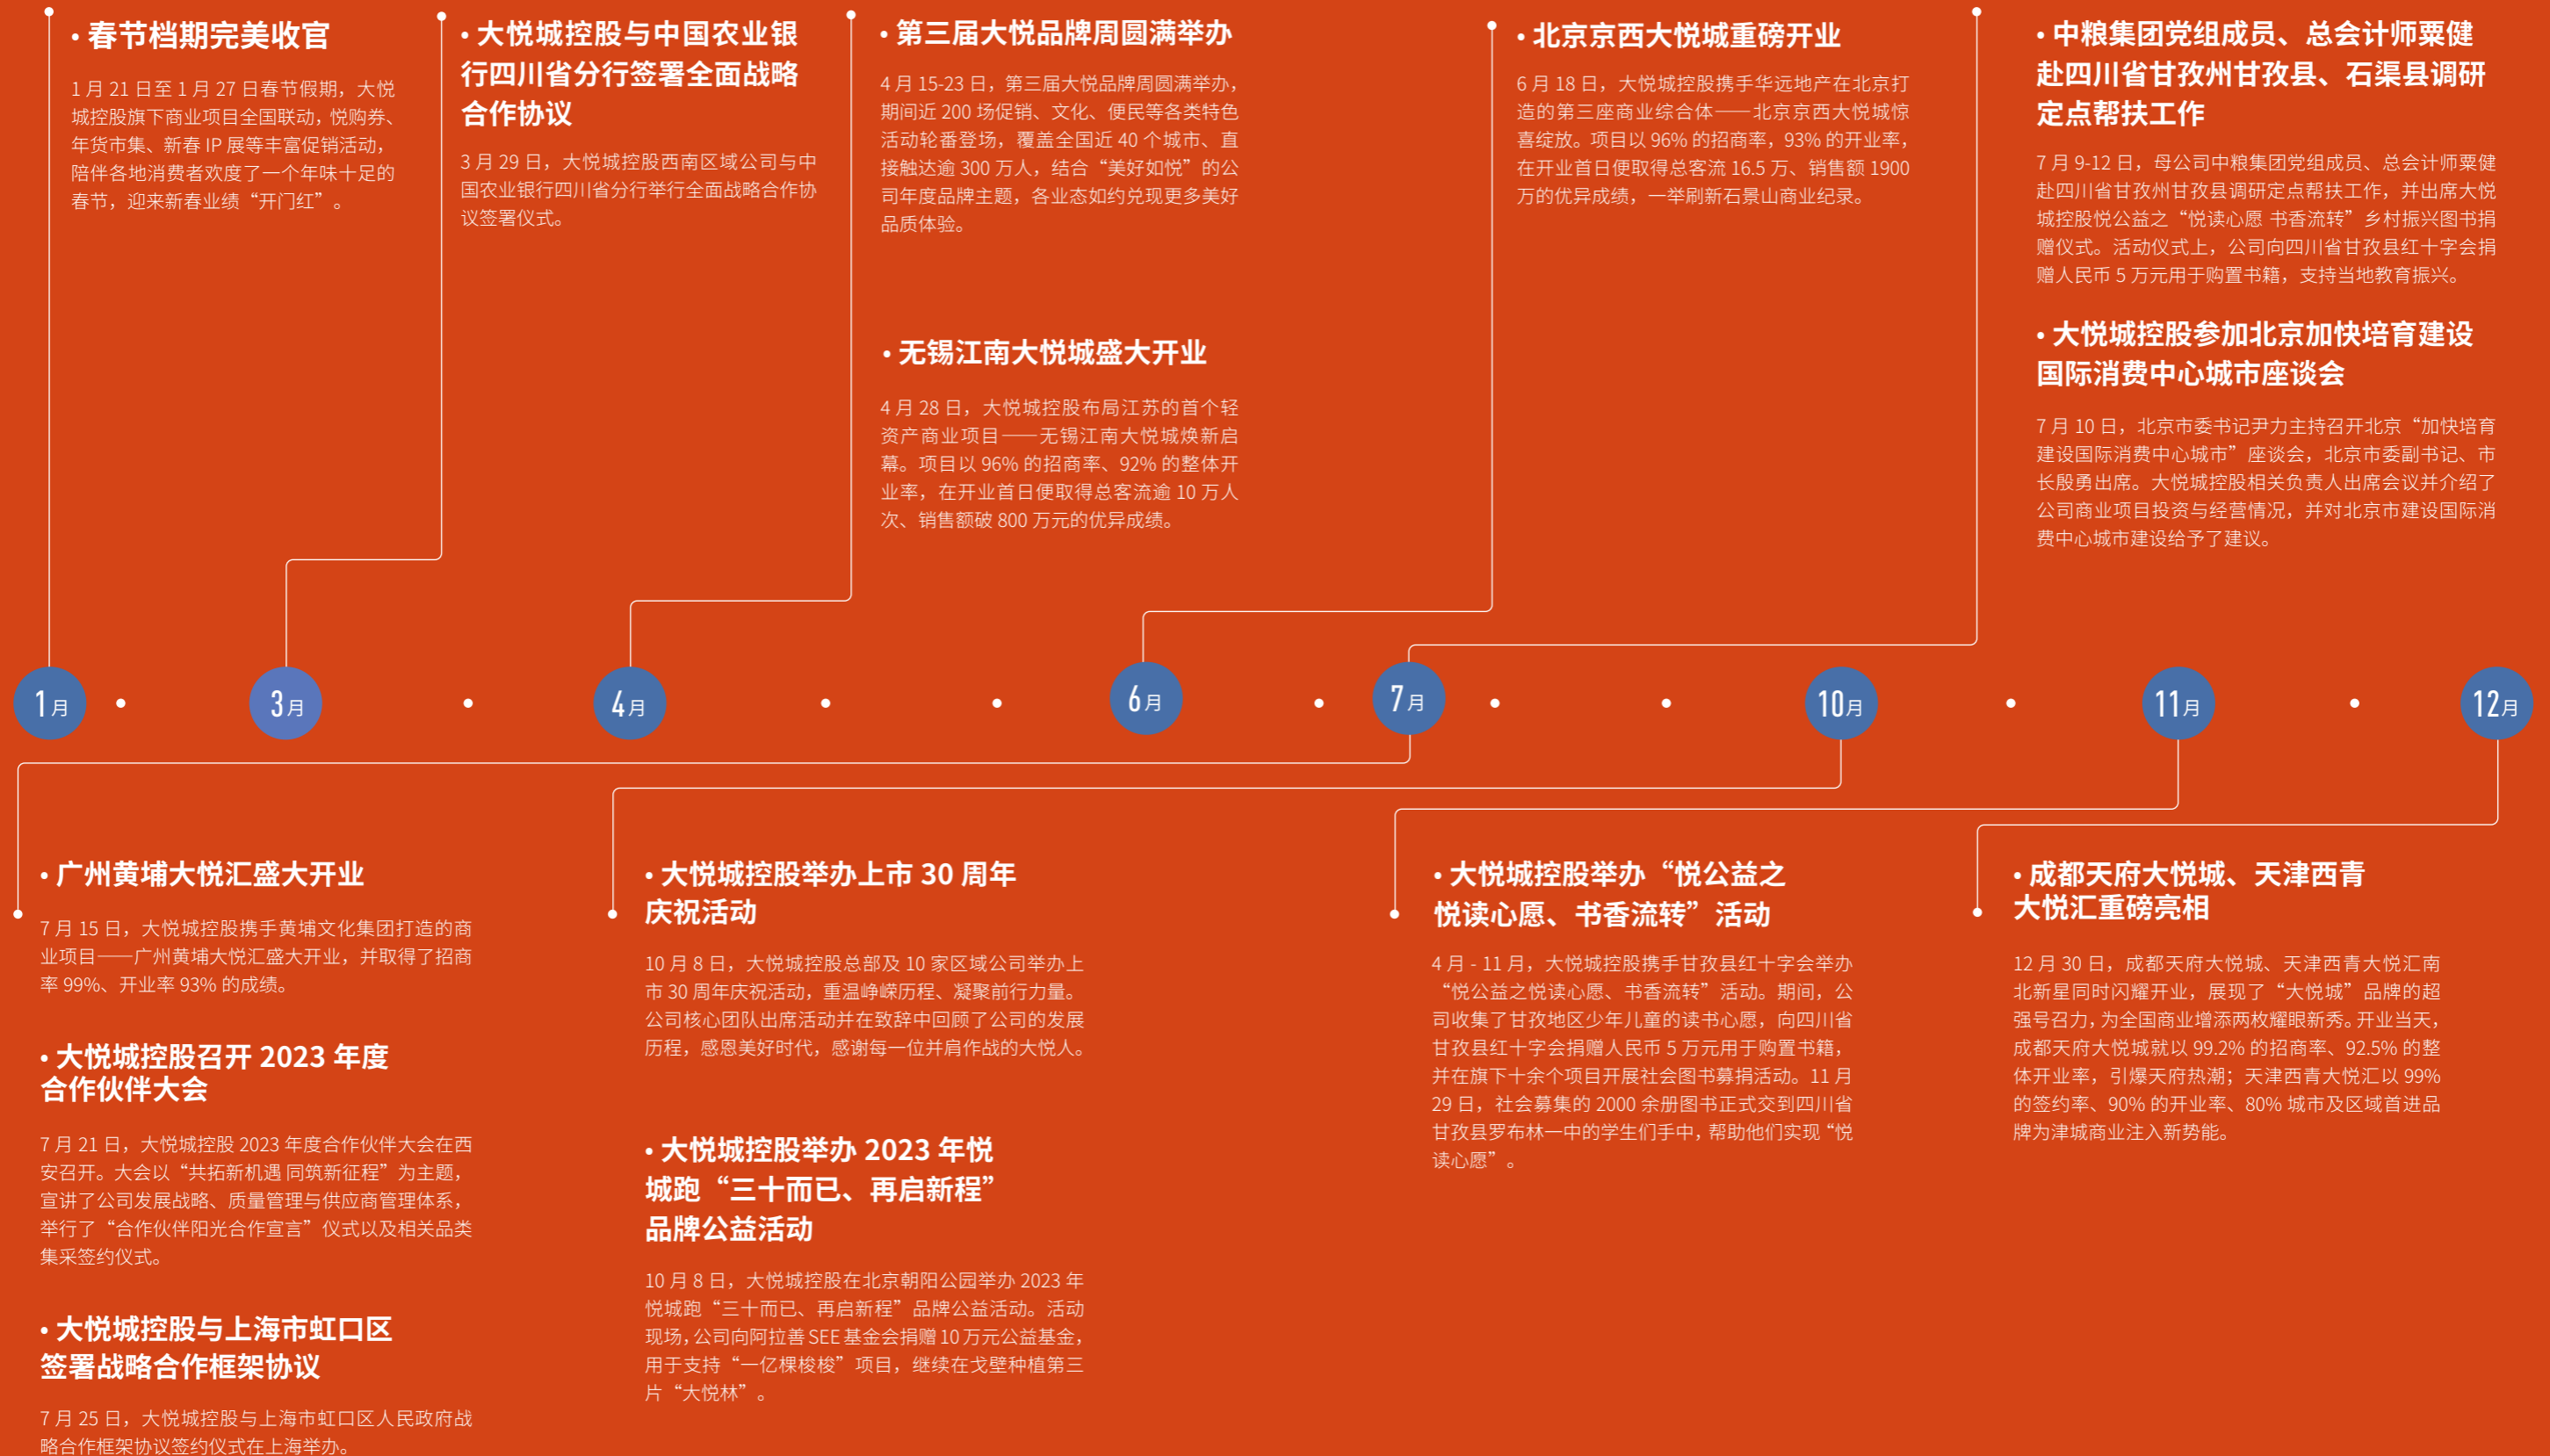 • 春节档期完美收官
1 月 21 日至 1 月 27 日春节假期，大悦
城控股旗下商业项目全国联动，悦购券、
年货市集、新春 IP 展等丰富促销活动，
陪伴各地消费者欢度了一个年味十足的
春节，迎来新春业绩“开门红”。
• 大悦城控股与中国农业银
行四川省分行签署全面战略
合作协议
3 月 29 日，大悦城控股西南区域公司与中
国农业银行四川省分行举行全面战略合作协
议签署仪式。
• 第三届大悦品牌周圆满举办
4 月 15-23 日，第三届大悦品牌周圆满举办，
期间近 200 场促销、文化、便民等各类特色
活动轮番登场，覆盖全国近 40 个城市、直
接触达逾 300 万人，结合“美好如悦”的公
司年度品牌主题，各业态如约兑现更多美好
品质体验。
• 无锡江南大悦城盛大开业
4 月 28 日，大悦城控股布局江苏的首个轻
资产商业项目——无锡江南大悦城焕新启
幕。项目以 96% 的招商率、92% 的整体开
业率，在开业首日便取得总客流逾 10 万人
次、销售额破 800 万元的优异成绩。
• 北京京西大悦城重磅开业
6 月 18 日，大悦城控股携手华远地产在北京打
造的第三座商业综合体——北京京西大悦城惊
喜绽放。项目以 96% 的招商率，93% 的开业率，
在开业首日便取得总客流 16.5 万、销售额 1900
万的优异成绩，一举刷新石景山商业纪录。
• 中粮集团党组成员、总会计师粟健
赴四川省甘孜州甘孜县、石渠县调研
定点帮扶工作
7 月 9-12 日，母公司中粮集团党组成员、总会计师粟健
赴四川省甘孜州甘孜县调研定点帮扶工作，并出席大悦
城控股悦公益之“悦读心愿 书香流转”乡村振兴图书捐
赠仪式。活动仪式上，公司向四川省甘孜县红十字会捐
赠人民币 5 万元用于购置书籍，支持当地教育振兴。
• 大悦城控股参加北京加快培育建设
国际消费中心城市座谈会
7 月 10 日，北京市委书记尹力主持召开北京“加快培育
建设国际消费中心城市”座谈会，北京市委副书记、市
长殷勇出席。大悦城控股相关负责人出席会议并介绍了
公司商业项目投资与经营情况，并对北京市建设国际消
费中心城市建设给予了建议。
1月
3月
4月
6月
7月
10月
11月
12月
• 广州黄埔大悦汇盛大开业
7 月 15 日，大悦城控股携手黄埔文化集团打造的商
业项目——广州黄埔大悦汇盛大开业，并取得了招商
率 99%、开业率 93% 的成绩。
• 大悦城控股召开 2023 年度
合作伙伴大会
7 月 21 日，大悦城控股 2023 年度合作伙伴大会在西
安召开。大会以“共拓新机遇 同筑新征程”为主题，
宣讲了公司发展战略、质量管理与供应商管理体系，
举行了“合作伙伴阳光合作宣言”仪式以及相关品类
集采签约仪式。
• 大悦城控股与上海市虹口区
签署战略合作框架协议
7 月 25 日，大悦城控股与上海市虹口区人民政府战
略合作框架协议签约仪式在上海举办。
• 大悦城控股举办上市 30 周年
庆祝活动
10 月 8 日，大悦城控股总部及 10 家区域公司举办上
市 30 周年庆祝活动，重温峥嵘历程、凝聚前行力量。
公司核心团队出席活动并在致辞中回顾了公司的发展
历程，感恩美好时代，感谢每一位并肩作战的大悦人。
• 大悦城控股举办 2023 年悦
城跑“三十而已、再启新程”
品牌公益活动
10 月 8 日，大悦城控股在北京朝阳公园举办 2023 年
悦城跑“三十而已、再启新程”品牌公益活动。活动
现场，公司向阿拉善 SEE 基金会捐赠 10 万元公益基金，
用于支持“一亿棵梭梭”项目，继续在戈壁种植第三
片“大悦林”。
• 大悦城控股举办“悦公益之
悦读心愿、书香流转”活动
4 月 - 11 月，大悦城控股携手甘孜县红十字会举办
“悦公益之悦读心愿、书香流转”活动。期间，公
司收集了甘孜地区少年儿童的读书心愿，向四川省
甘孜县红十字会捐赠人民币 5 万元用于购置书籍，
并在旗下十余个项目开展社会图书募捐活动。11 月
29 日，社会募集的 2000 余册图书正式交到四川省
甘孜县罗布林一中的学生们手中，帮助他们实现“悦
读心愿”。
• 成都天府大悦城、天津西青
大悦汇重磅亮相
12 月 30 日，成都天府大悦城、天津西青大悦汇南
北新星同时闪耀开业，展现了“大悦城”品牌的超
强号召力，为全国商业增添两枚耀眼新秀。开业当天，
成都天府大悦城就以 99.2% 的招商率、92.5% 的整
体开业率，引爆天府热潮；天津西青大悦汇以 99%
的签约率、90% 的开业率、80% 城市及区域首进品
牌为津城商业注入新势能。